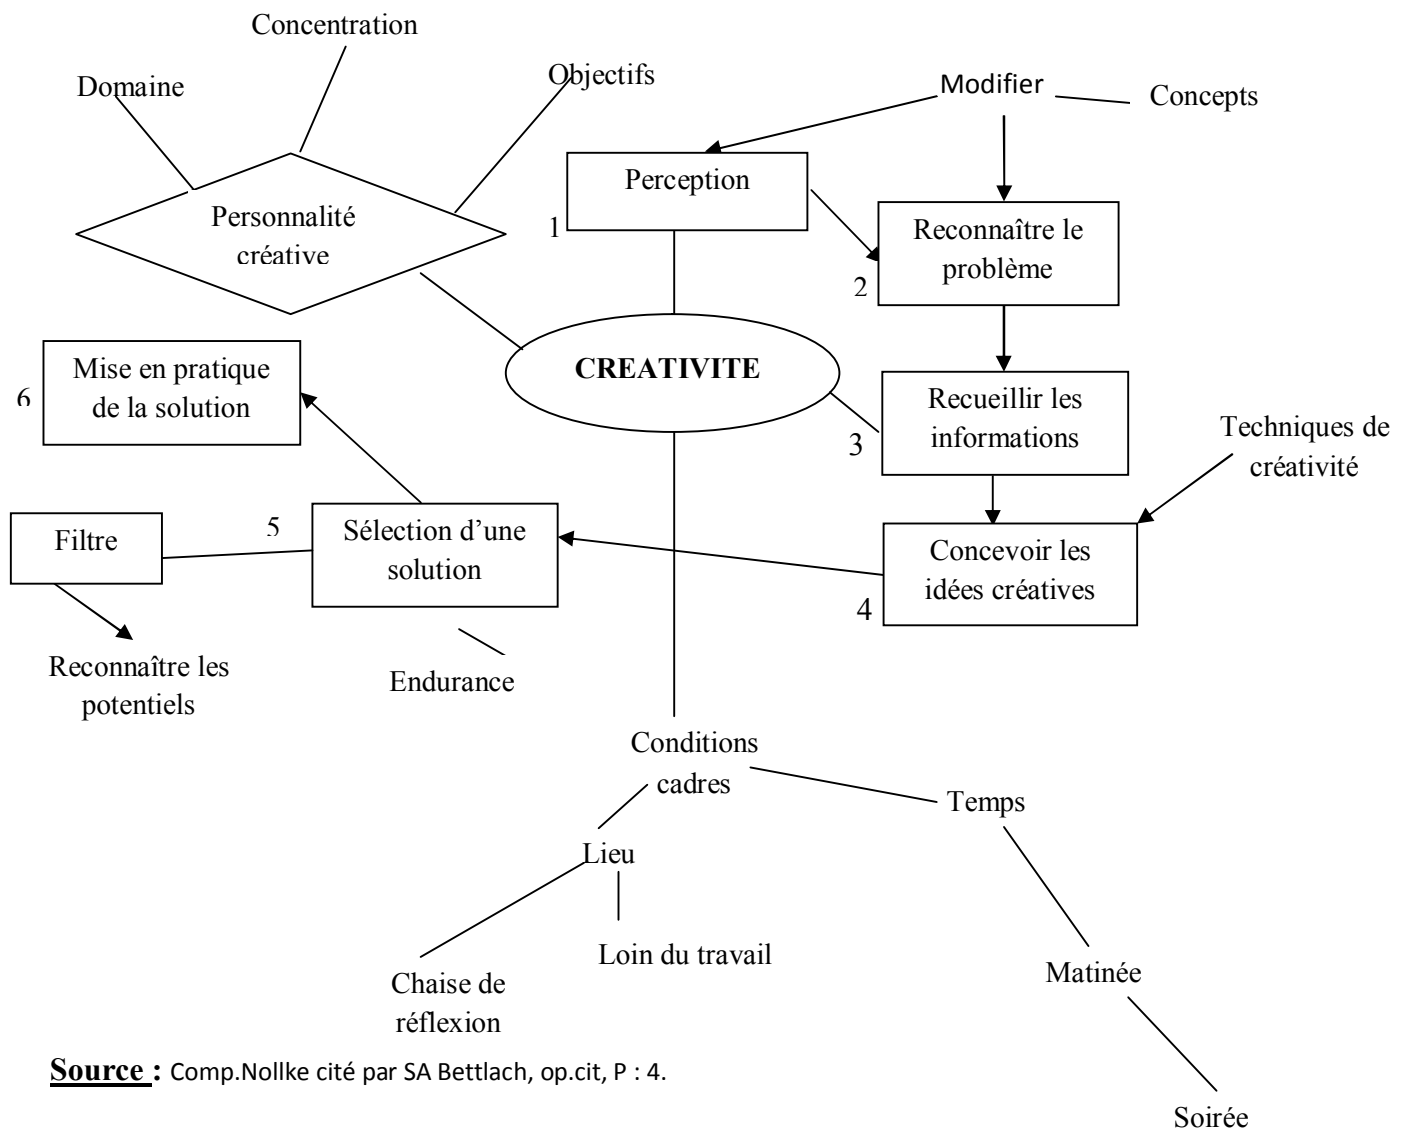 Concentration
Domaine
Objectifs
Modifier
Concepts
Perception
1
Personnalité
créative
Reconnaître le
problème
2
CREATIVITE
Mise en pratique
de la solution
6
Recueillir les
informations
3
Techniques de
créativité
Filtre
5
Sélection d’une
solution
Concevoir les
idées créatives
4
Reconnaître les
potentiels
Endurance
Conditions
cadres
Temps
Lieu
Loin du travail
Chaise de
réflexion
Matinée
Source : Comp.Nollke cité par SA Bettlach, op.cit, P : 4.
Soirée